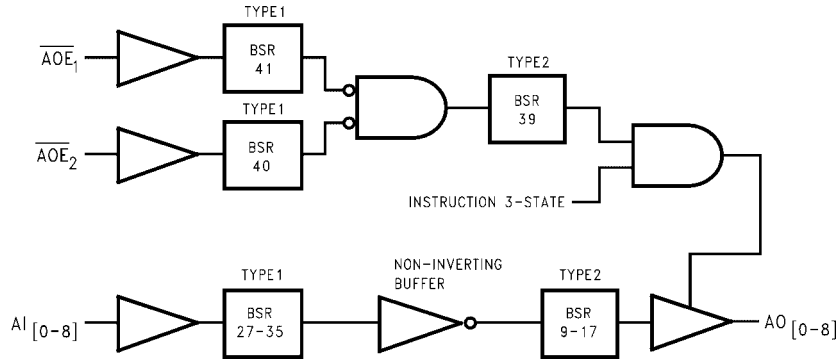 TYPE1
AOE1
BSR
41
TYPE2
TYPE1
BSR
39
AOE2
BSR
40
INSTRUCTION 3-STATE
TYPE1
NON-INVERTING
BUFFER
TYPE2
AI[0-8]
BSR
27-35
BSR
9-17
AO[0-8]